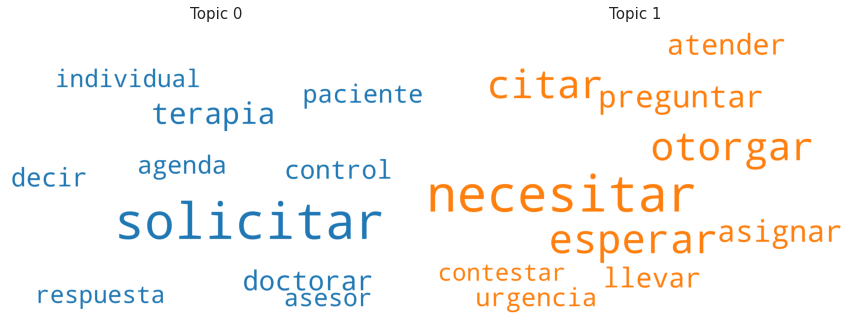 Topic 0
individual
paciente
terapia
agenda
control
decir
solicitar
doctorar
respuesta
asesor
Topic 1
atender
citar
preguntar
otorgar
necesitar
esperar
asignar
contestar
llevar
urgencia